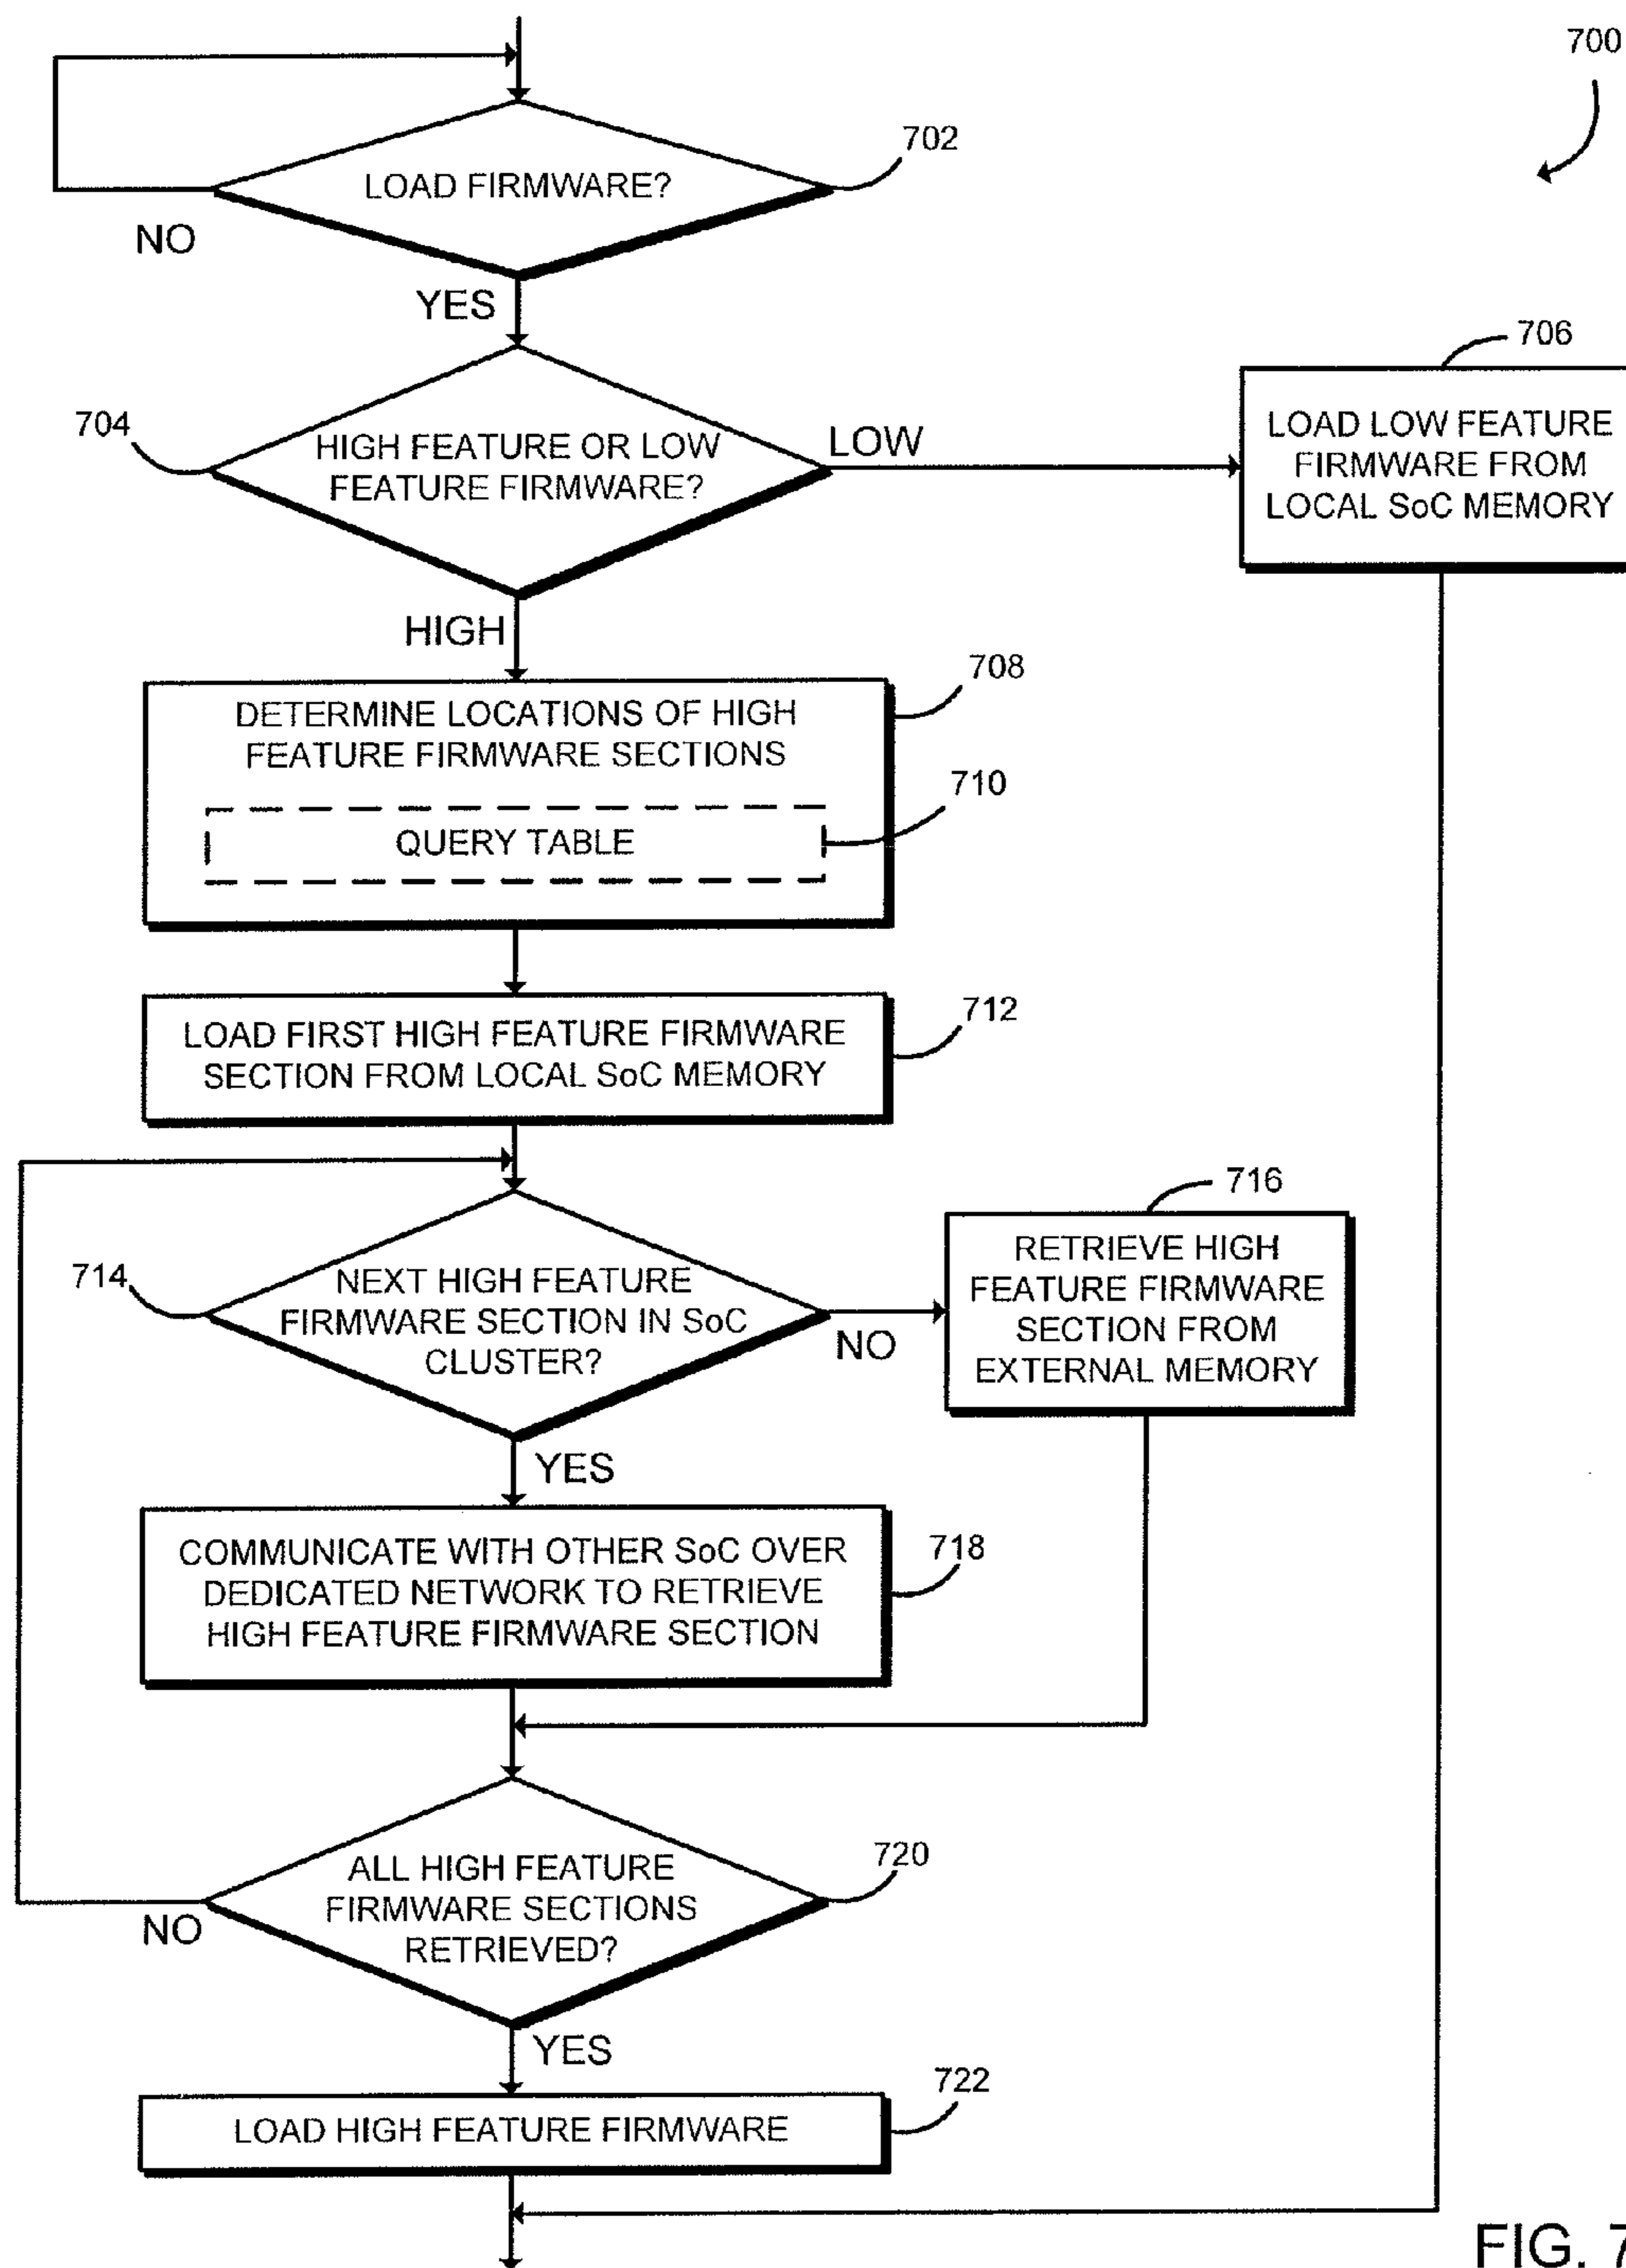 700
702
LOAD FIRMWARE?
NO
YES
706
704
HIGH FEATURE OR LOW
FEATURE FIRMWARE?
LOW
LOAD LOW FEATURE
FIRMWARE FROM
LOCAL SoC MEMORY
HIGH
708
DETERMINE LOCATIONS OF HIGH
FEATURE FIRMWARE SECTIONS
710
QUERY TABLE
712
LOAD FIRST HIGH FEATURE FIRMWARE
SECTION FROM LOCAL SoC MEMORY
716
714
NEXT HIGH FEATURE
FIRMWARE SECTION IN SoC
CLUSTER?
NO
RETRIEVE HIGH
FEATURE FIRMWARE
SECTION FROM
EXTERNAL MEMORY
YES
718
COMMUNICATE WITH OTHER SoC OVER
DEDICATED NETWORK TO RETRIEVE
HIGH FEATURE FIRMWARE SECTION
720
ALL HIGH FEATURE
FIRMWARE SECTIONS
RETRIEVED?
NO
YES
722
LOAD HIGH FEATURE FIRMWARE
FIG. 7